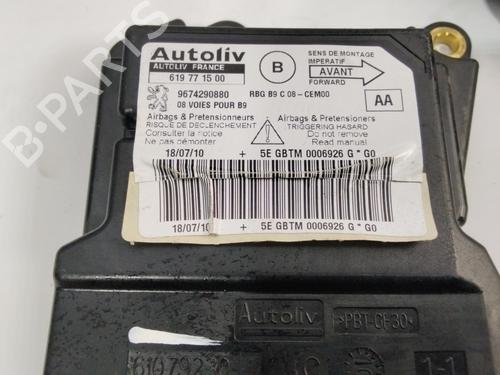 Autoliv
AUTOLIV FRANCE
619 77 15 00
B
SENS DE MONTAGE
IMPERATIF
AVANT
FORWARD
9674290880
RBG B9 C 08 - CEM00
08 VOIES POUR B9
AA
Airbags & Pretensionneurs
RISQUE DE DECLENCHEMENT
Consulter la notice
Ne pas démonter
Airbags & Pretensioners
TRIGGERING HASARD
Do not remove
Read manual
18/07/10 + 5E GBTM 0006926 G * G0
18/07/10 + 5E GBTM 0006926 G * G0
Autoliv
>PBT-GF30<
1-1
B-Parts